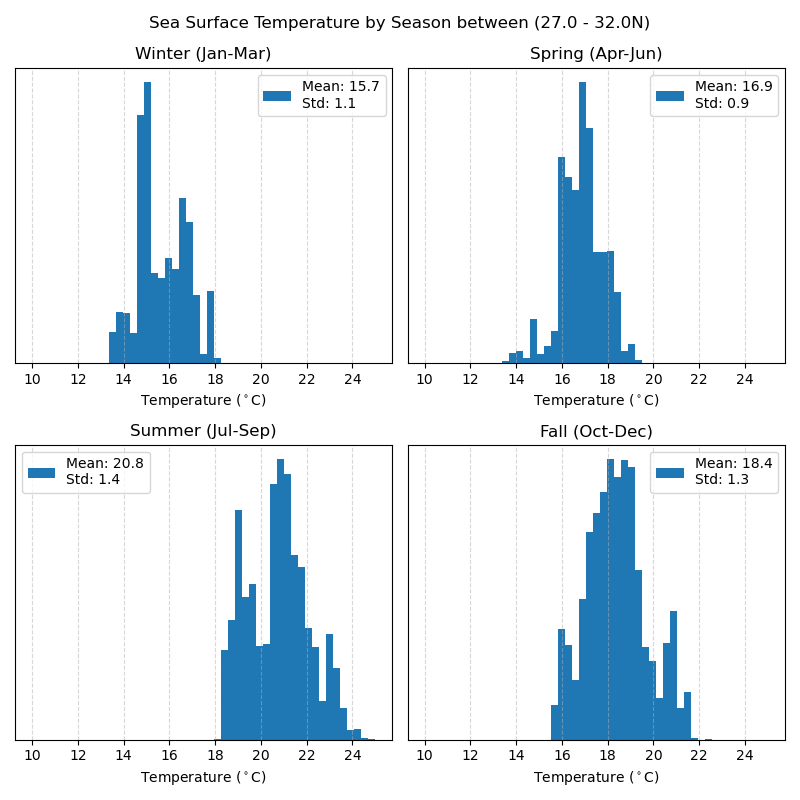 Sea Surface Temperature by Season between (27.0 - 32.0N)
Winter (Jan-Mar)
Mean: 15.7
Std: 1.1
10 12 14 16 18 20 22 24
Temperature (°C)
Spring (Apr-Jun)
Mean: 16.9
Std: 0.9
10 12 14 16 18 20 22 24
Temperature (°C)
Summer (Jul-Sep)
Mean: 20.8
Std: 1.4
10 12 14 16 18 20 22 24
Temperature (°C)
Fall (Oct-Dec)
Mean: 18.4
Std: 1.3
10 12 14 16 18 20 22 24
Temperature (°C)